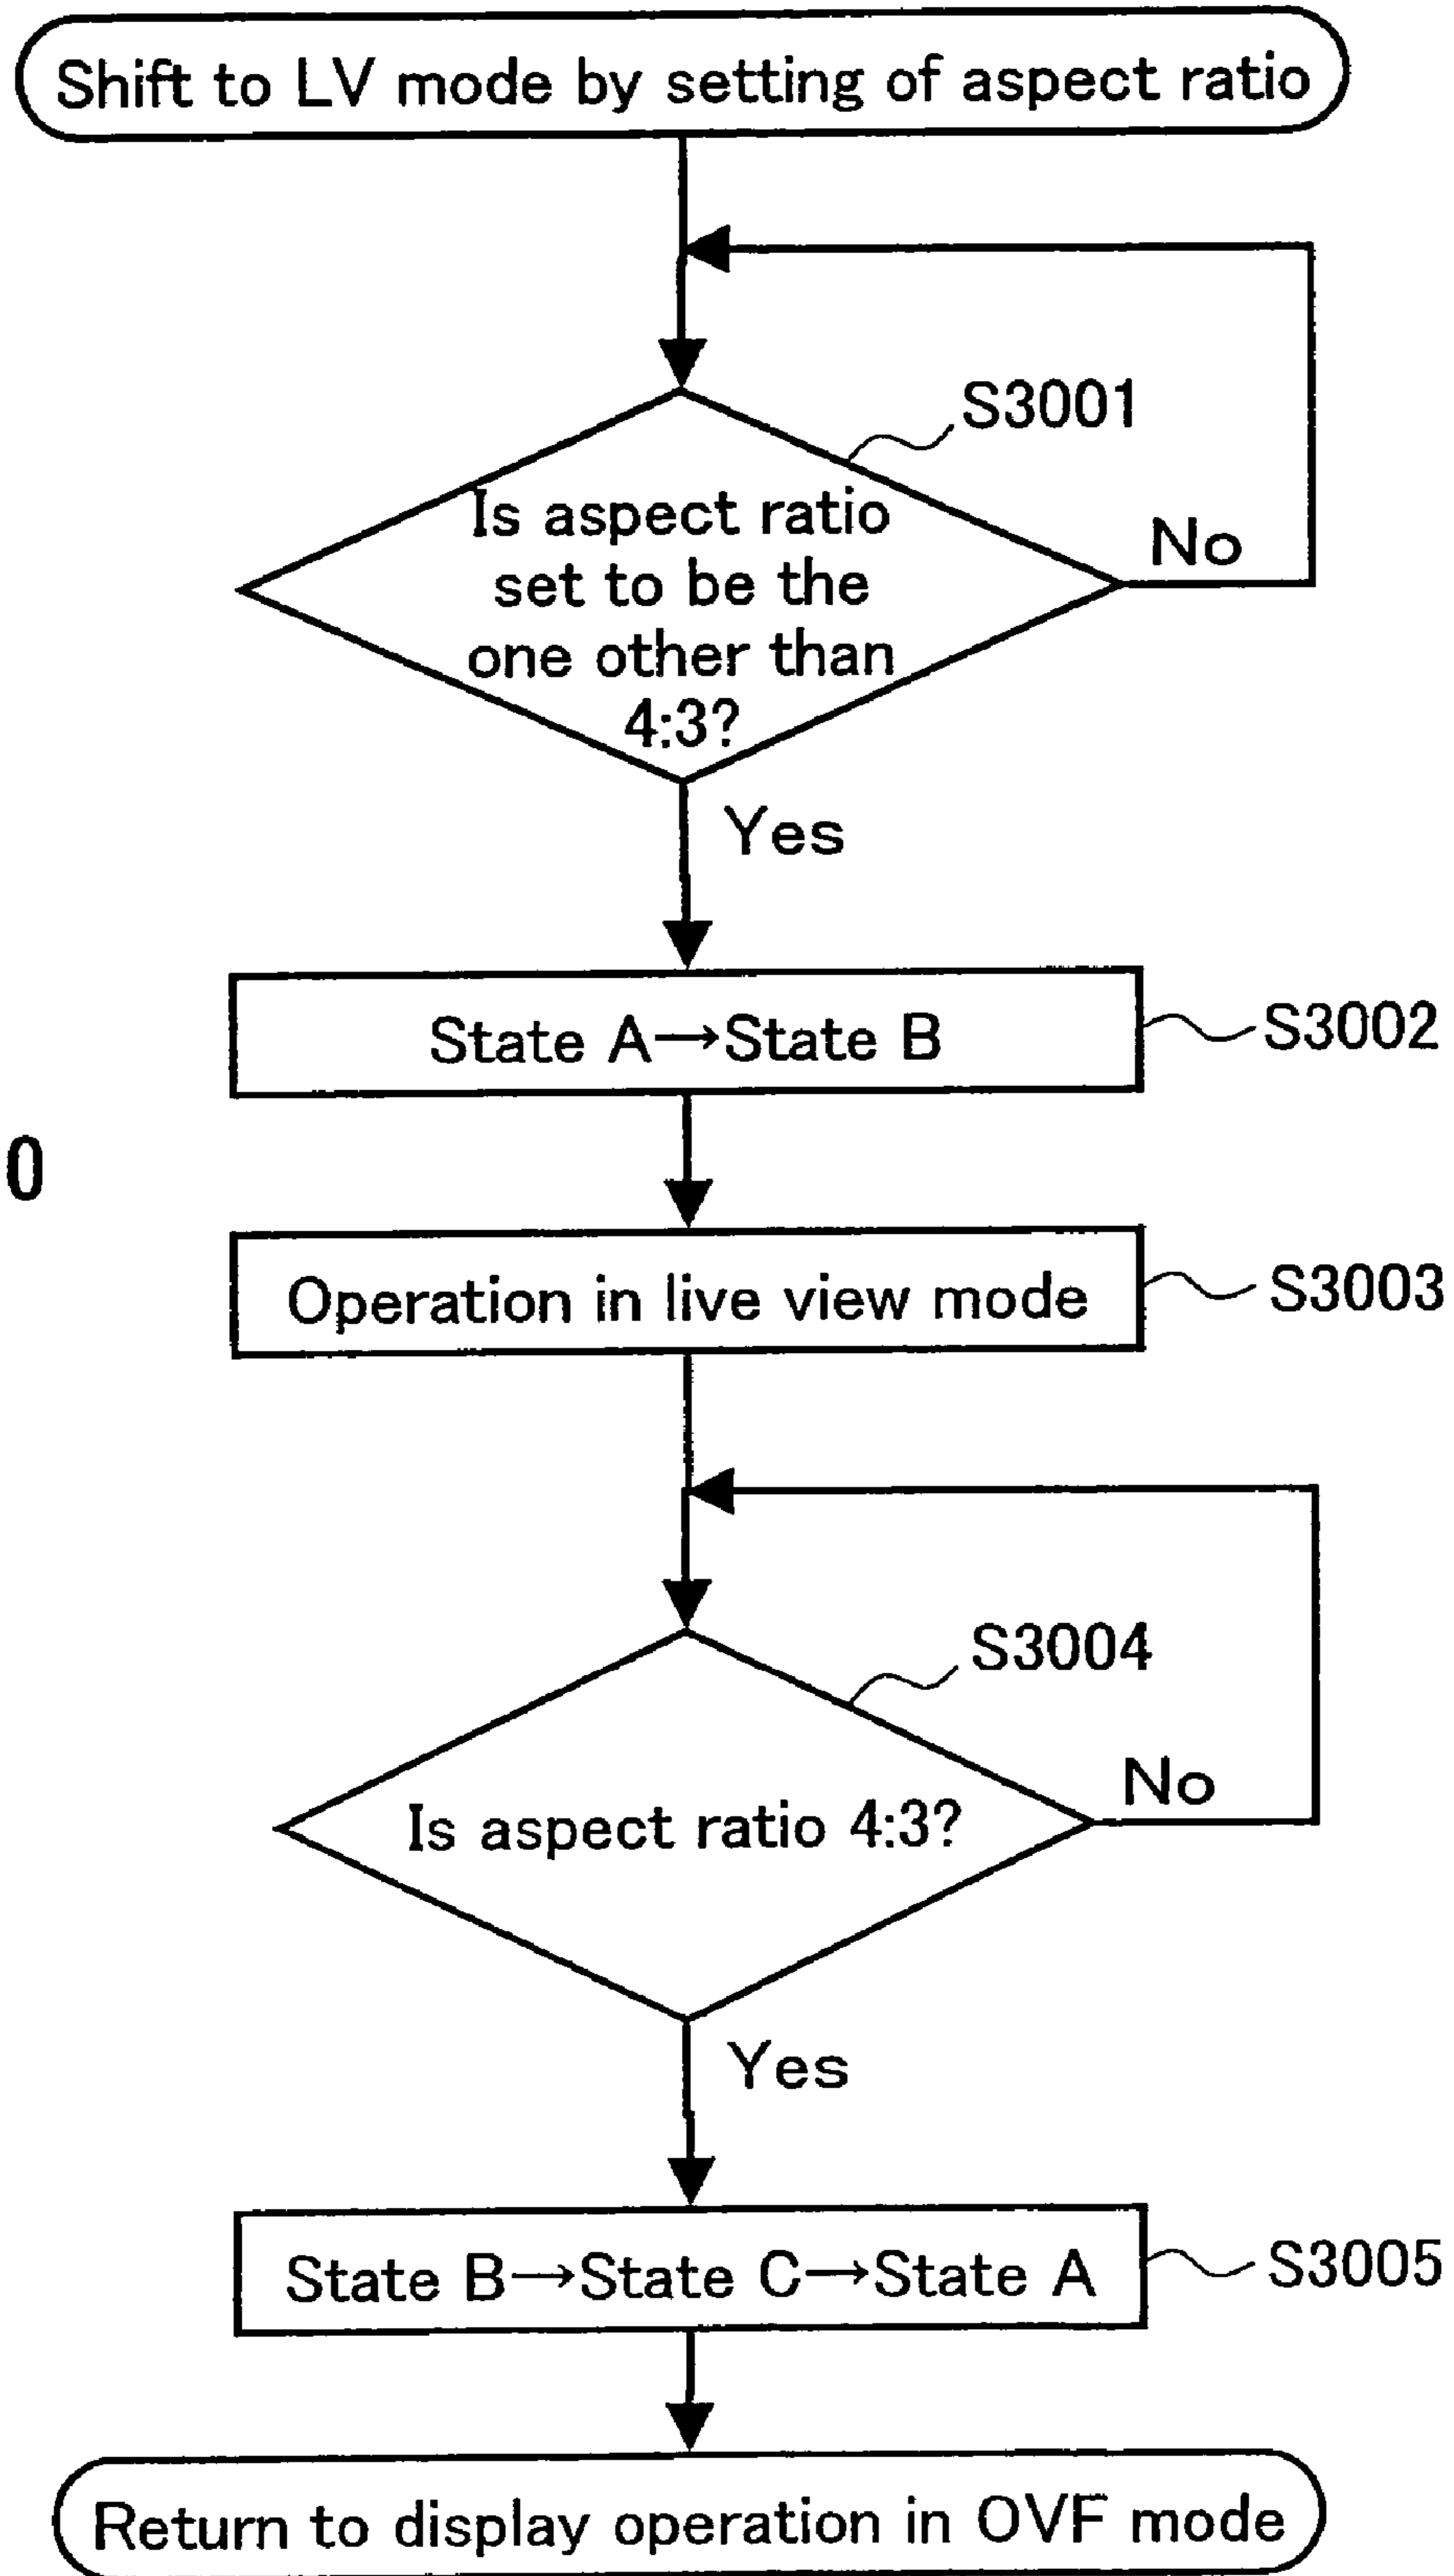 Shift to LV mode by setting of aspect ratio
S3001
Is aspect ratio
set to be the
one other than
4:3?
No
Yes
State A→State B
S3002
0
Operation in live view mode
S3003
S3004
Is aspect ratio 4:3?
No
Yes
State B→State C→State A
S3005
Return to display operation in OVF mode